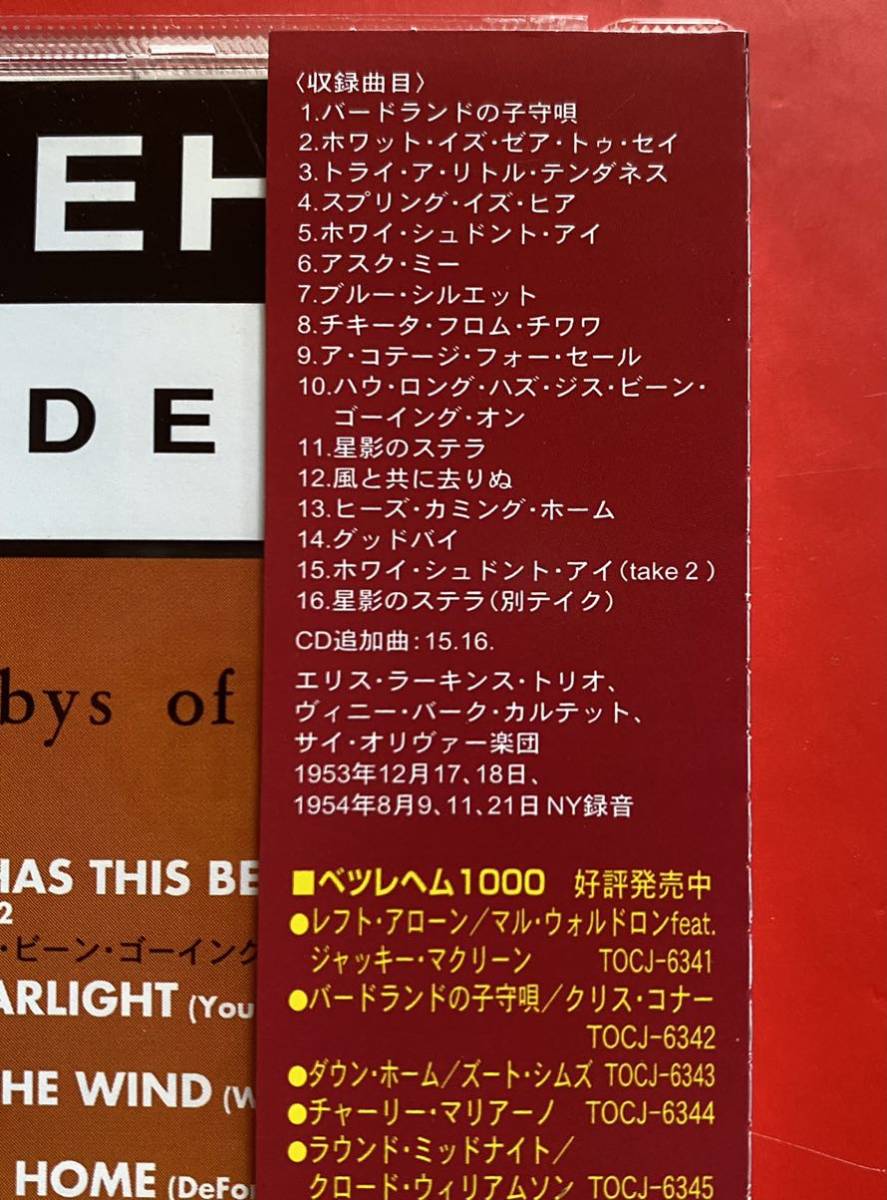 〈収録曲目〉
1.バードランドの子守唄
2.ホワット・イズ・ゼア・トゥ・セイ
3.トライ・ア・リトル・テンダネス
4.スプリング・イズ・ヒア
5.ホワイ・シュドント・アイ
6.アスク・ミー
7.ブルー・シルエット
8.チキータ・フロム・チワワ
9.ア・コテージ・フォー・セール
10.ハウ・ロング・ハズ・ジス・ビーン・
ゴーイング・オン
11.星影のステラ
12.風と共に去りぬ
13.ヒーズ・カミング・ホーム
14.グッドバイ
15.ホワイ・シュドント・アイ(take 2)
16.星影のステラ(別テイク)
CD追加曲:15.16.
エリス・ラーキンス・トリオ、
ヴィニー・バーク・カルテット、
サイ・オリヴァー楽団
1953年12月17、18日、
1954年8月9、11、21日 NY録音
■ベツレヘム1000 好評発売中
●レフト・アローン/マル・ウォルドロンfeat.
ジャッキー・マクリーン TOCJ-6341
●バードランドの子守唄/クリス・コナー
TOCJ-6342
●ダウン・ホーム/ズート・シムズ TOCJ-6343
●チャーリー・マリアーノ TOCJ-6344
●ラウンド・ミッドナイト/
クロード・ウィリアムソン TOCJ-6345
EH
DE
bys of
HAS THIS BE
2
・ビーン・ゴーイング
ARLIGHT (You
HE WIND (W
HOME (DeFo